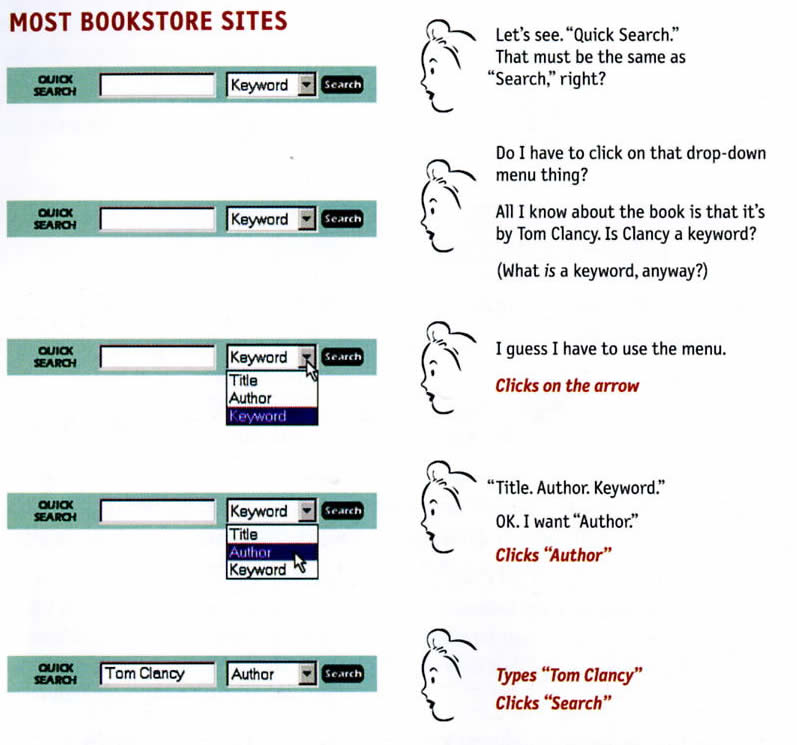 MOST BOOKSTORE SITES
QUICK
SEARCH
Keyword
Search
Let's see. "Quick Search."
That must be the same as
"Search," right?
QUICK
SEARCH
Keyword
Search
Do I have to click on that drop-down
menu thing?
All I know about the book is that it's
by Tom Clancy. Is Clancy a keyword?
(What is a keyword, anyway?)
QUICK
SEARCH
Keyword
Search
Title
Author
Keyword
I guess I have to use the menu.
Clicks on the arrow
QUICK
SEARCH
Keyword
Search
Title
Author
Keyword
"Title. Author. Keyword."
OK. I want "Author."
Clicks "Author"
QUICK
SEARCH
Tom Clancy
Author
Search
Types "Tom Clancy"
Clicks "Search"